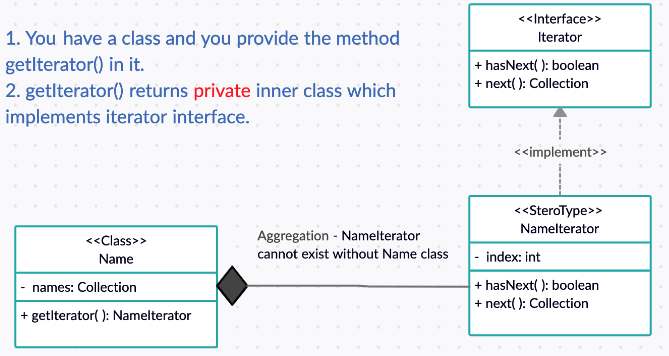 1. You have a class and you provide the method
getIterator() in it.
2. getIterator() returns private inner class which
implements iterator interface.
<<Interface>>
Iterator
+ hasNext( ): boolean
+ next( ): Collection
<<implement>>
<<SteroType>>
NameIterator
- index: int
+ hasNext( ): boolean
+ next( ): Collection
Aggregation - NameIterator
cannot exist without Name class
<<Class>>
Name
- names: Collection
+ getIterator( ): NameIterator